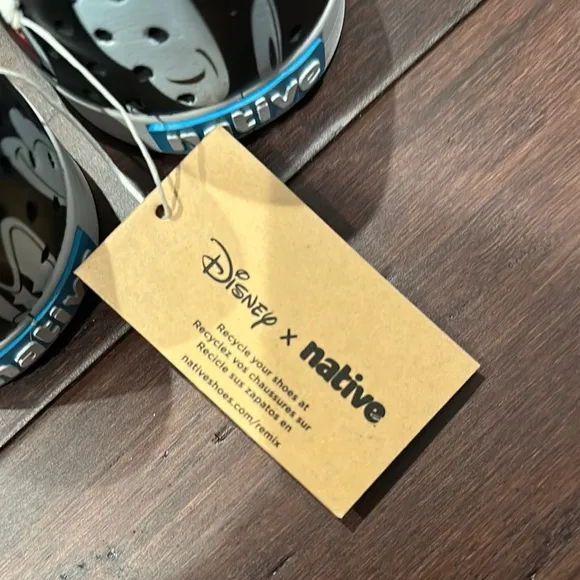 native
native
Disney x native
Recycle your shoes at
Recyclez vos chaussures sur
Recicle sus zapatos en
nativeshoes.com/remix